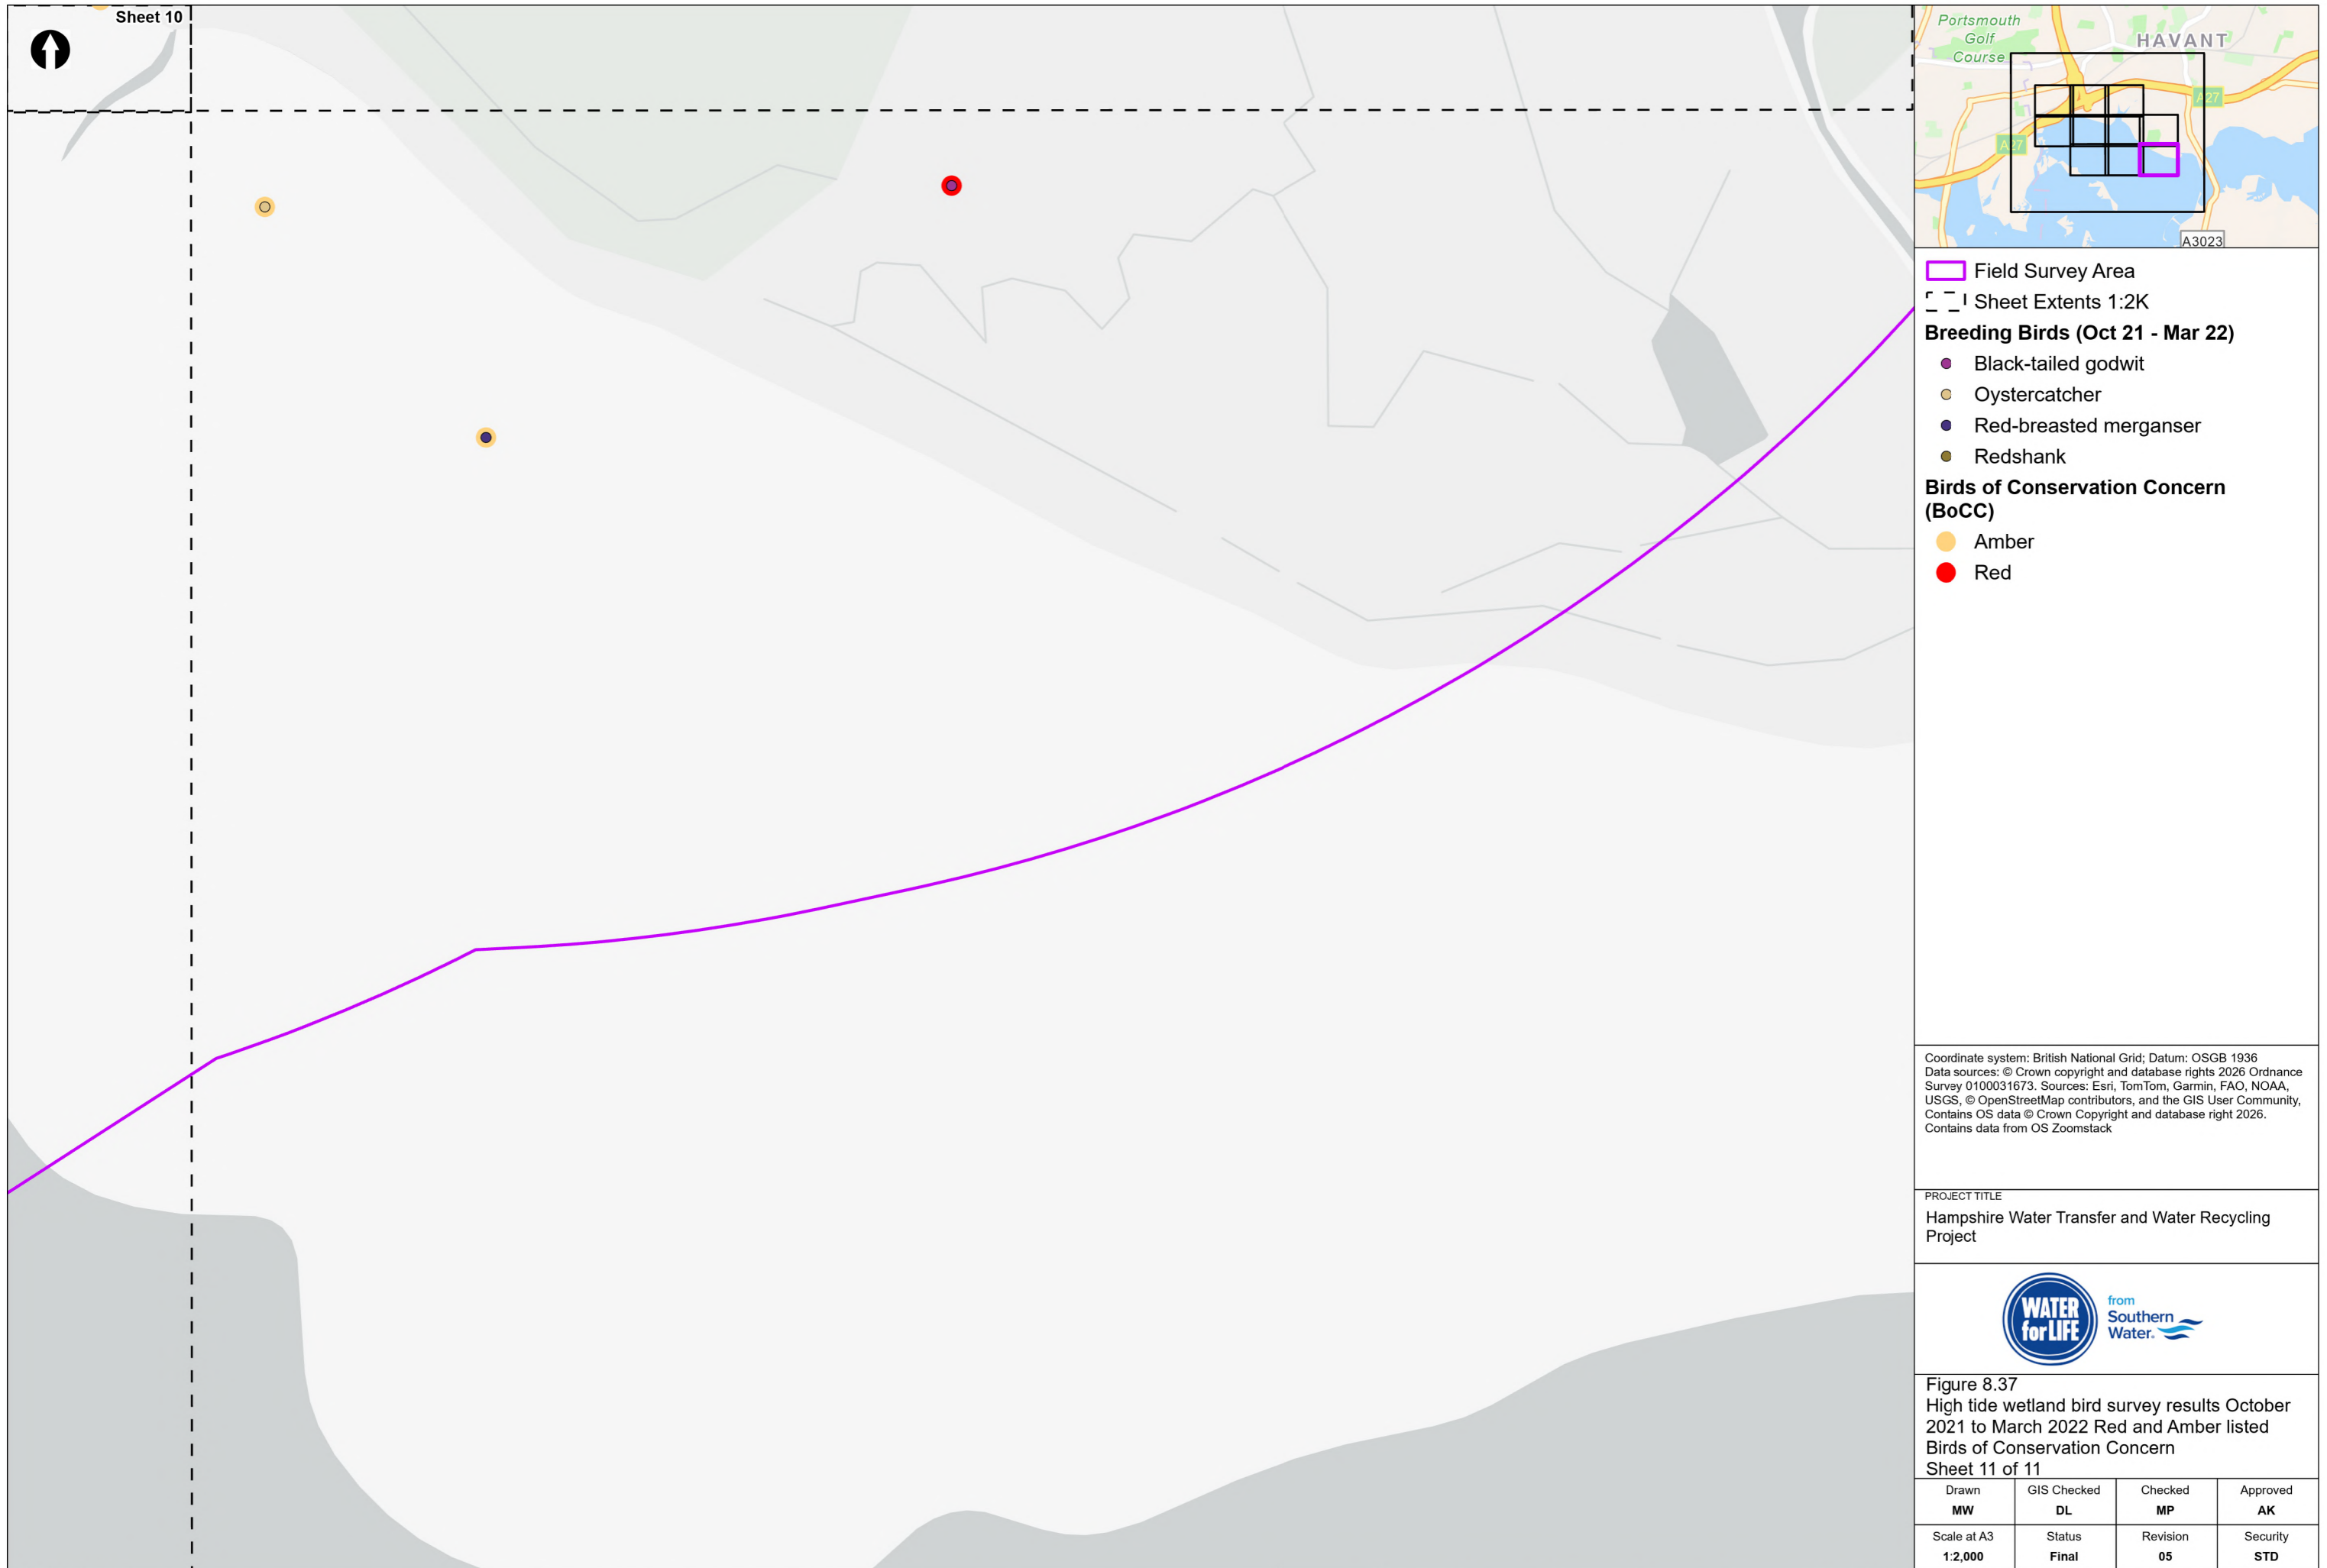 Sheet 10
Portsmouth
Golf
Course
HAVANT
A27
A27
A3023
Field Survey Area
Sheet Extents 1:2K
Breeding Birds (Oct 21 - Mar 22)
Black-tailed godwit
Oystercatcher
Red-breasted merganser
Redshank
Birds of Conservation Concern
(BoCC)
Amber
Red
Coordinate system: British National Grid; Datum: OSGB 1936
Data sources: © Crown copyright and database rights 2026 Ordnance
Survey 0100031673. Sources: Esri, TomTom, Garmin, FAO, NOAA,
USGS, © OpenStreetMap contributors, and the GIS User Community,
Contains OS data © Crown Copyright and database right 2026.
Contains data from OS Zoomstack
PROJECT TITLE
Hampshire Water Transfer and Water Recycling
Project
WATER
for LIFE
from
Southern
Water.
Figure 8.37
High tide wetland bird survey results October
2021 to March 2022 Red and Amber listed
Birds of Conservation Concern
Sheet 11 of 11
Drawn GIS Checked Checked Approved
MW DL MP AK
Scale at A3 Status Revision Security
1:2,000 Final 05 STD